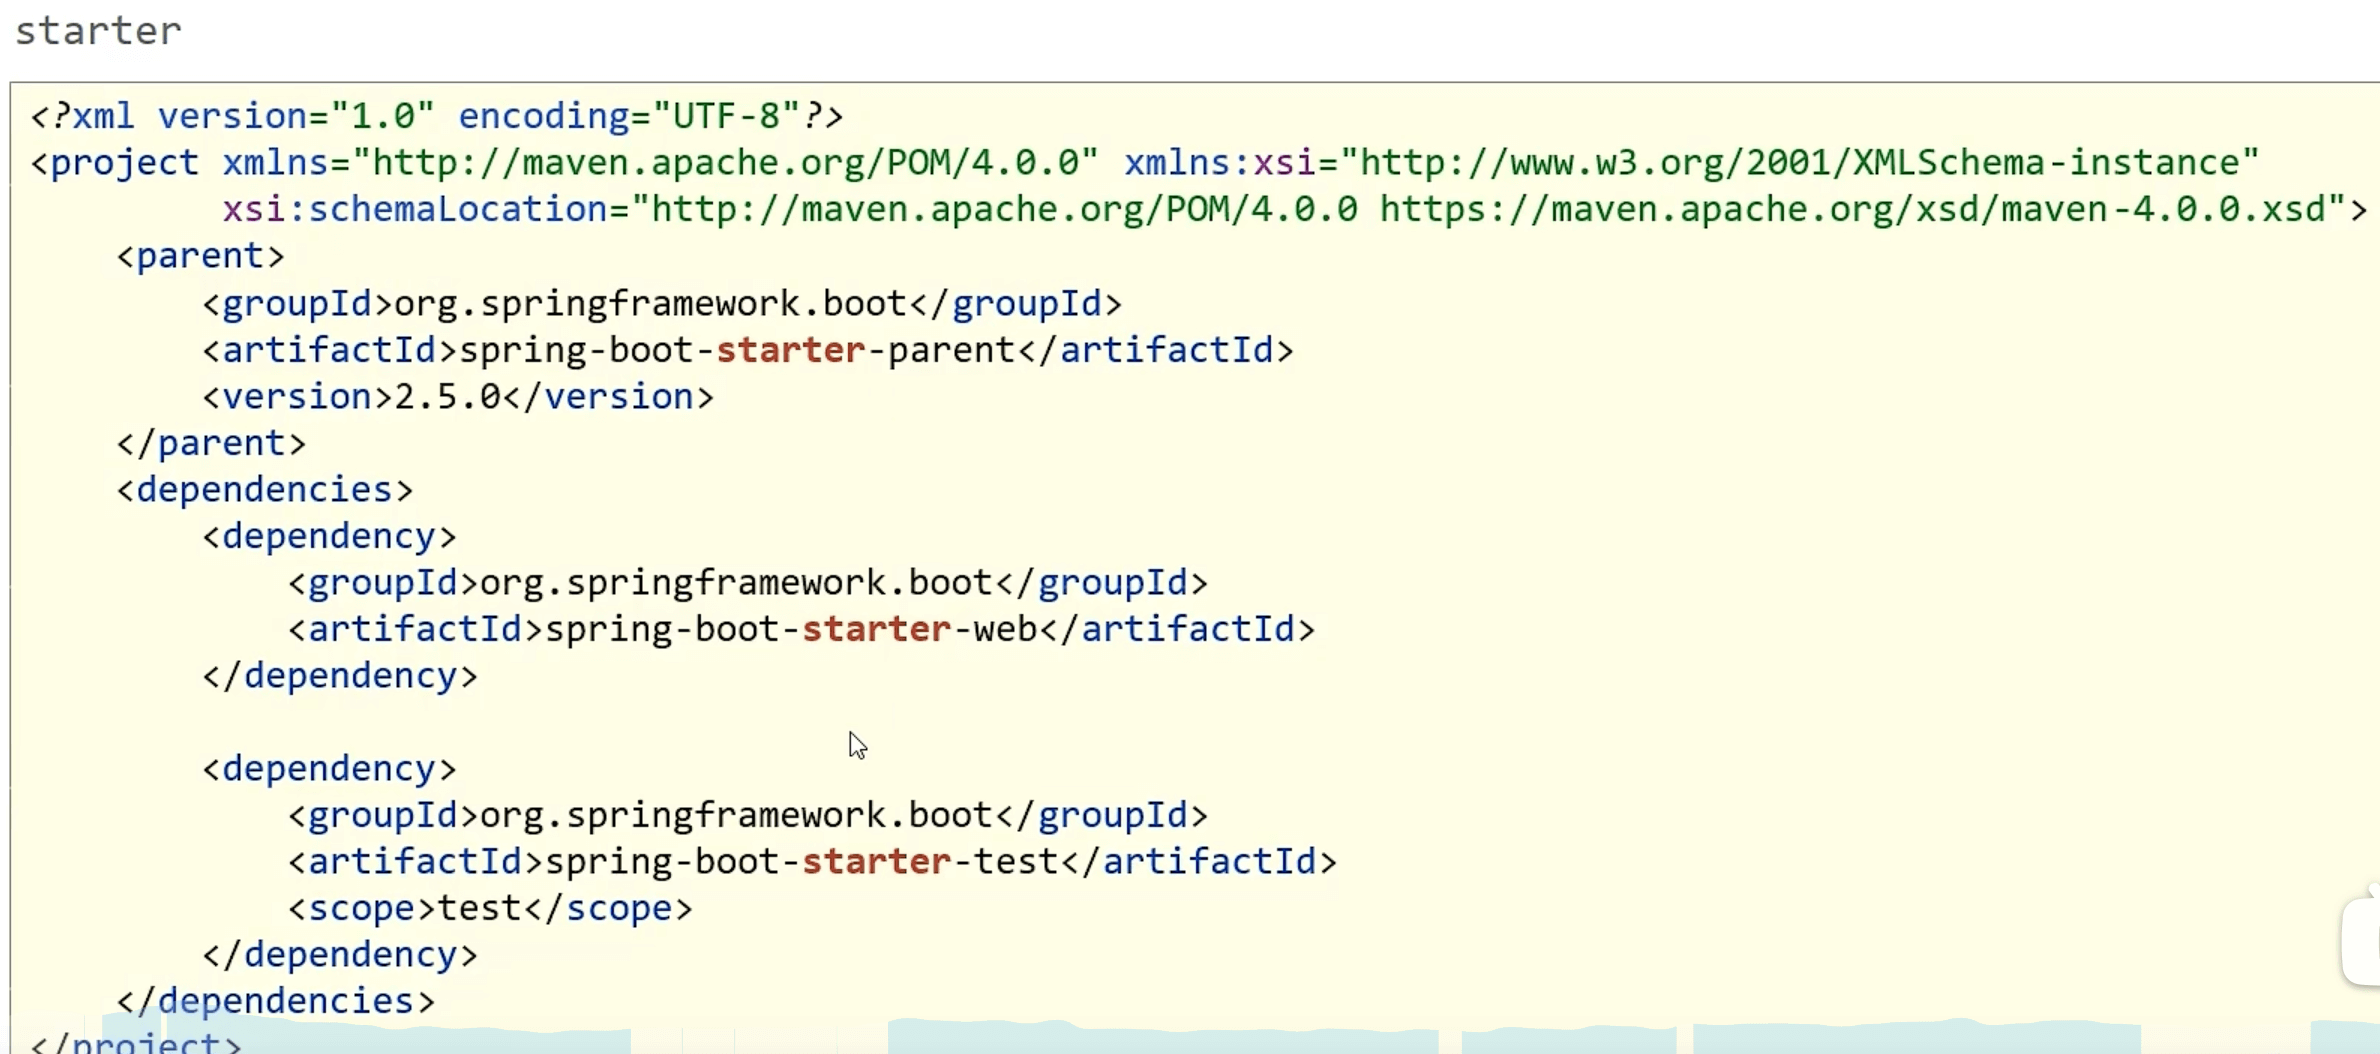 starter
<?xml version="1.0" encoding="UTF-8"?>
<project xmlns="http://maven.apache.org/POM/4.0.0" xmlns:xsi="http://www.w3.org/2001/XMLSchema-instance"
xsi:schemaLocation="http://maven.apache.org/POM/4.0.0 https://maven.apache.org/xsd/maven-4.0.0.xsd">
<parent>
<groupId>org.springframework.boot</groupId>
<artifactId>spring-boot-starter-parent</artifactId>
<version>2.5.0</version>
</parent>
<dependencies>
<dependency>
<groupId>org.springframework.boot</groupId>
<artifactId>spring-boot-starter-web</artifactId>
</dependency>
<dependency>
<groupId>org.springframework.boot</groupId>
<artifactId>spring-boot-starter-test</artifactId>
<scope>test</scope>
</dependency>
</dependencies>
</project>